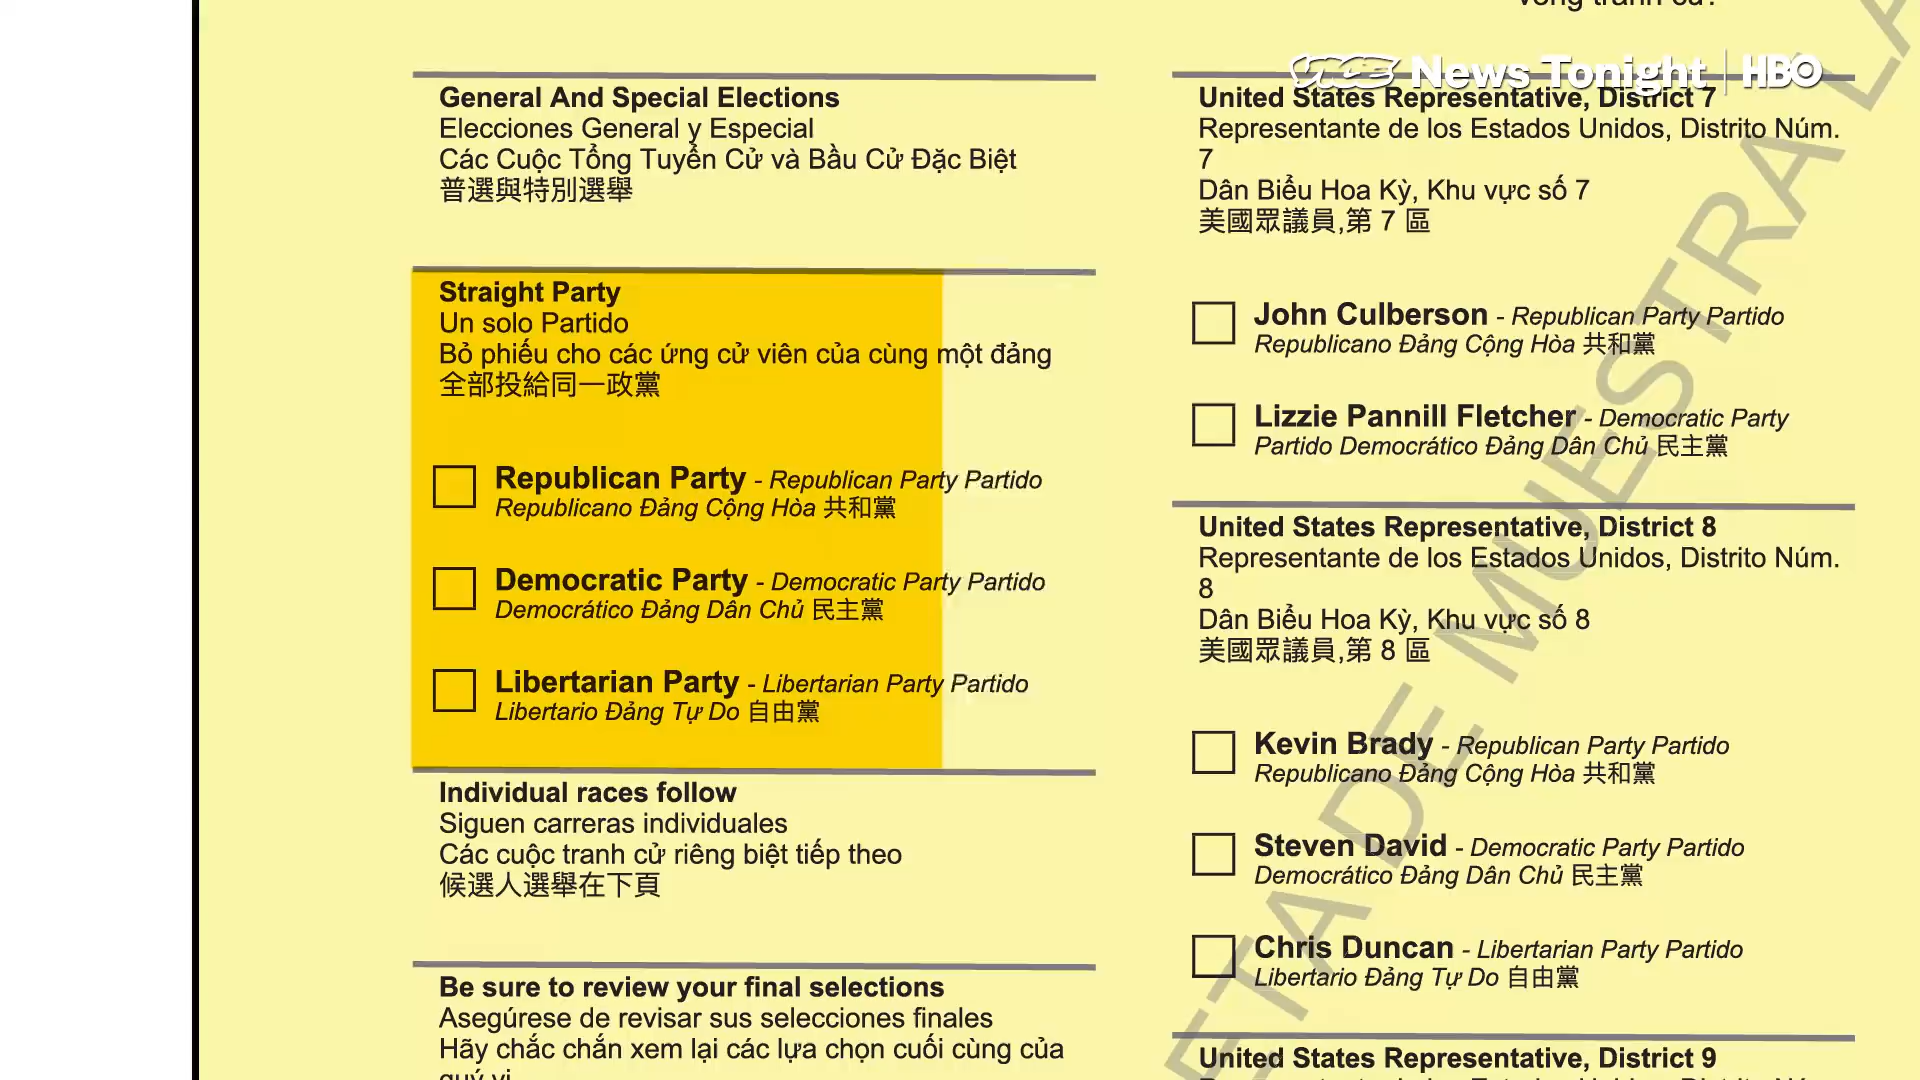 VICE News Tonight | HBO
General And Special Elections
Elecciones General y Especial
Các Cuộc Tổng Tuyển Cử và Bầu Cử Đặc Biệt
普選與特別選舉
Straight Party
Un solo Partido
Bỏ phiếu cho các ứng cử viên của cùng một đảng
全部投給同一政黨
Republican Party - Republican Party Partido
Republicano Đảng Cộng Hòa 共和黨
Democratic Party - Democratic Party Partido
Democrático Đảng Dân Chủ 民主黨
Libertarian Party - Libertarian Party Partido
Libertario Đảng Tự Do 自由黨
Individual races follow
Siguen carreras individuales
Các cuộc tranh cử riêng biệt tiếp theo
候選人選舉在下頁
Be sure to review your final selections
Asegúrese de revisar sus selecciones finales
Hãy chắc chắn xem lại các lựa chọn cuối cùng của
quý vị
vòng tranh cử?
United States Representative, District 7
Representante de los Estados Unidos, Distrito Núm.
7
Dân Biểu Hoa Kỳ, Khu vực số 7
美國眾議員,第 7 區
John Culberson - Republican Party Partido
Republicano Đảng Cộng Hòa 共和黨
Lizzie Pannill Fletcher - Democratic Party
Partido Democrático Đảng Dân Chủ 民主黨
United States Representative, District 8
Representante de los Estados Unidos, Distrito Núm.
8
Dân Biểu Hoa Kỳ, Khu vực số 8
美國眾議員,第 8 區
Kevin Brady - Republican Party Partido
Republicano Đảng Cộng Hòa 共和黨
Steven David - Democratic Party Partido
Democrático Đảng Dân Chủ 民主黨
Chris Duncan - Libertarian Party Partido
Libertario Đảng Tự Do 自由黨
United States Representative, District 9
ETA DE MUESTRA LA